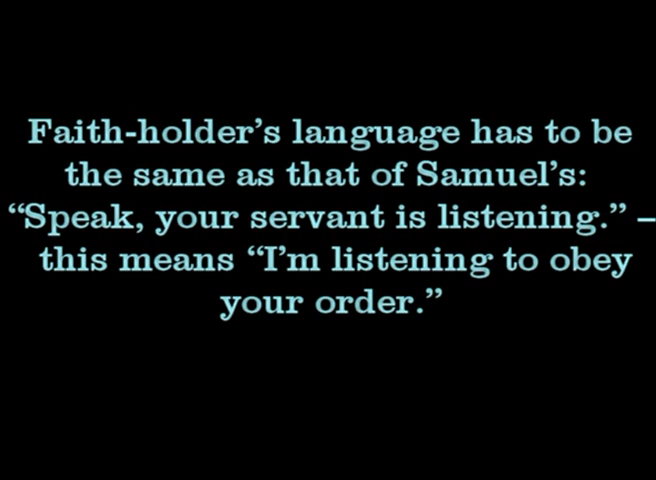 Faith-holder’s language has to be
the same as that of Samuel’s:
“Speak, your servant is listening.” –
this means “I’m listening to obey
your order.”